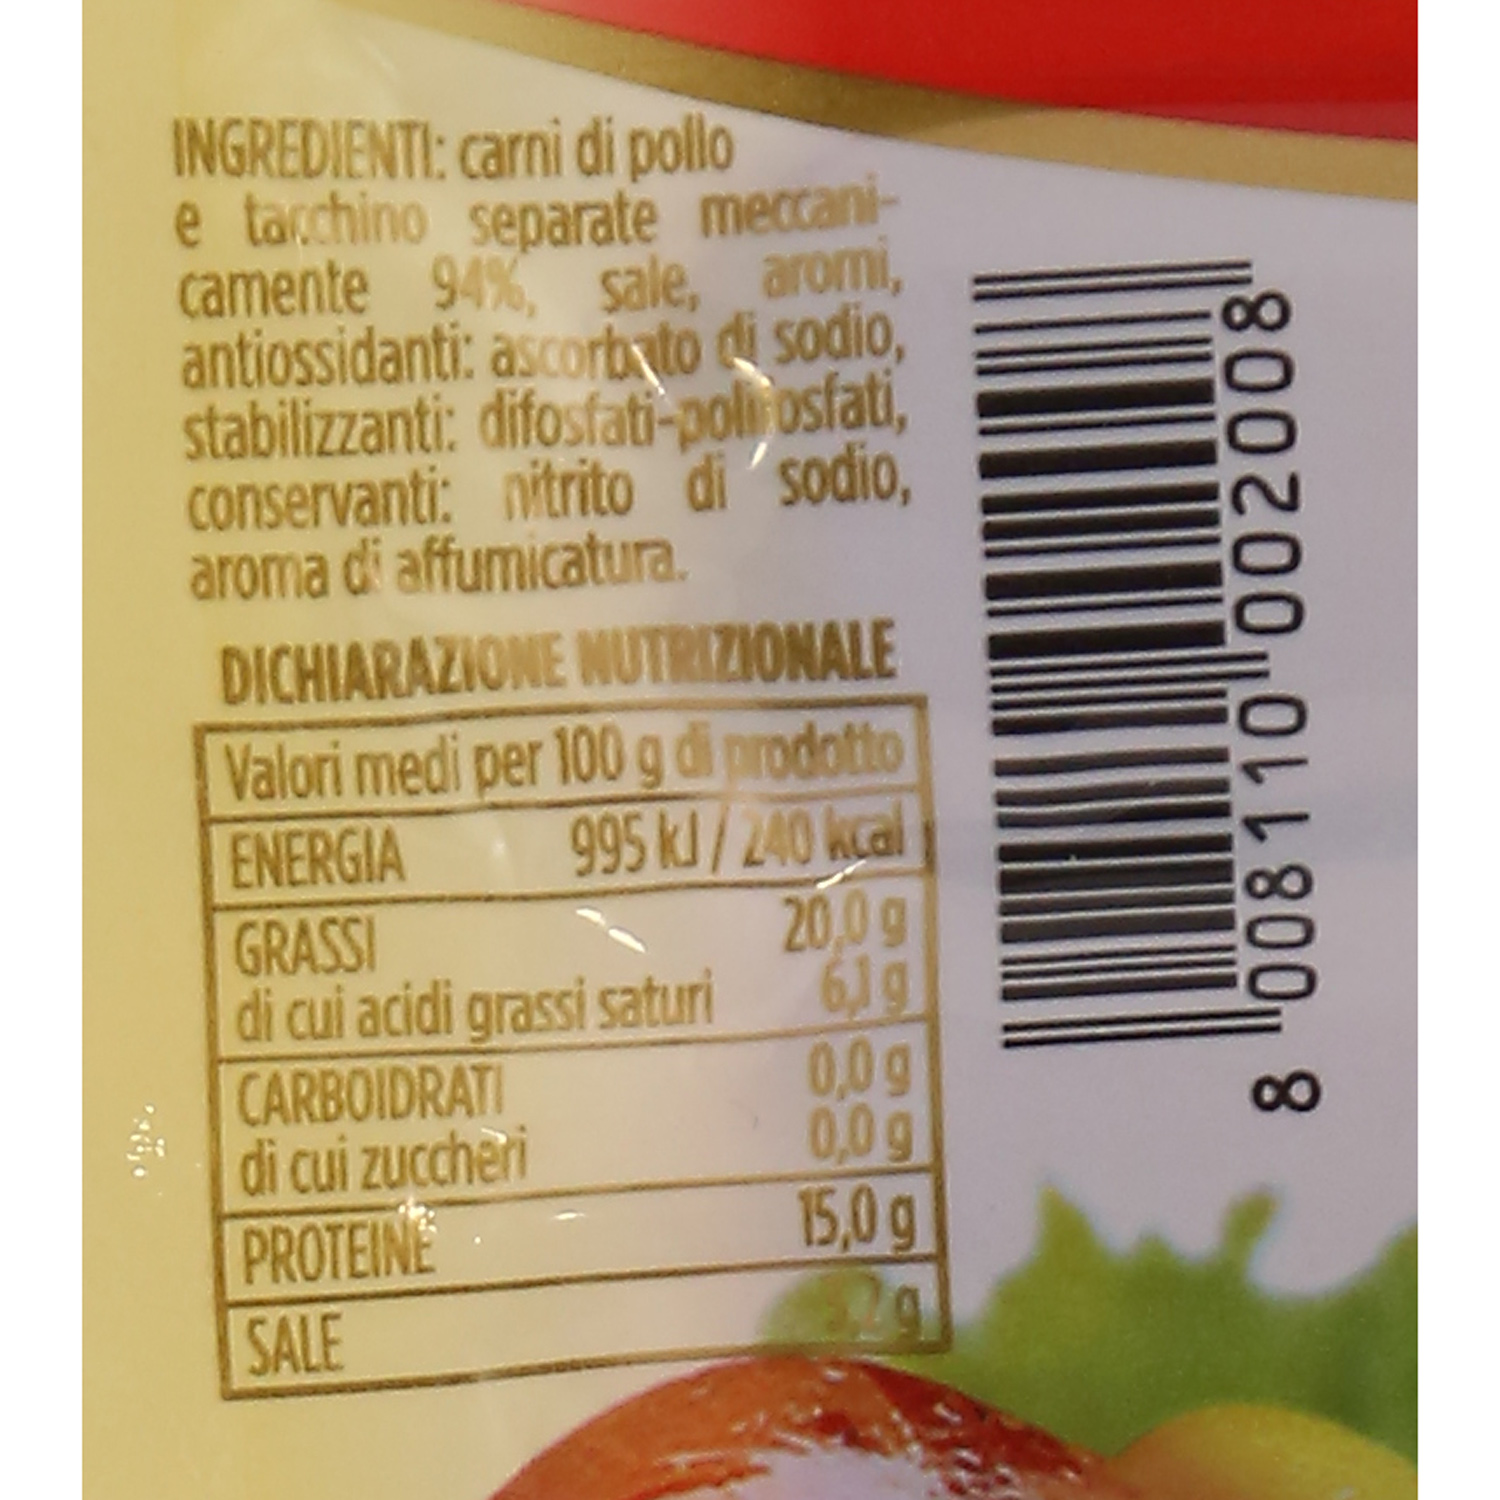 INGREDIENTI: carni di pollo
e tacchino separate meccani-
camente 94%, sale, aromi,
antiossidanti: ascorbato di sodio,
stabilizzanti: difosfati-polifosfati,
conservanti: nitrito di sodio,
aroma di affumicatura.
DICHIARAZIONE NUTRIZIONALE
Valori medi per 100 g di prodotto
ENERGIA 995 kJ / 240 kcal
GRASSI 20,0 g
di cui acidi grassi saturi 6,1 g
CARBOIDRATI 0,0 g
di cui zuccheri 0,0 g
PROTEINE 15,0 g
SALE g
8 008110 002008